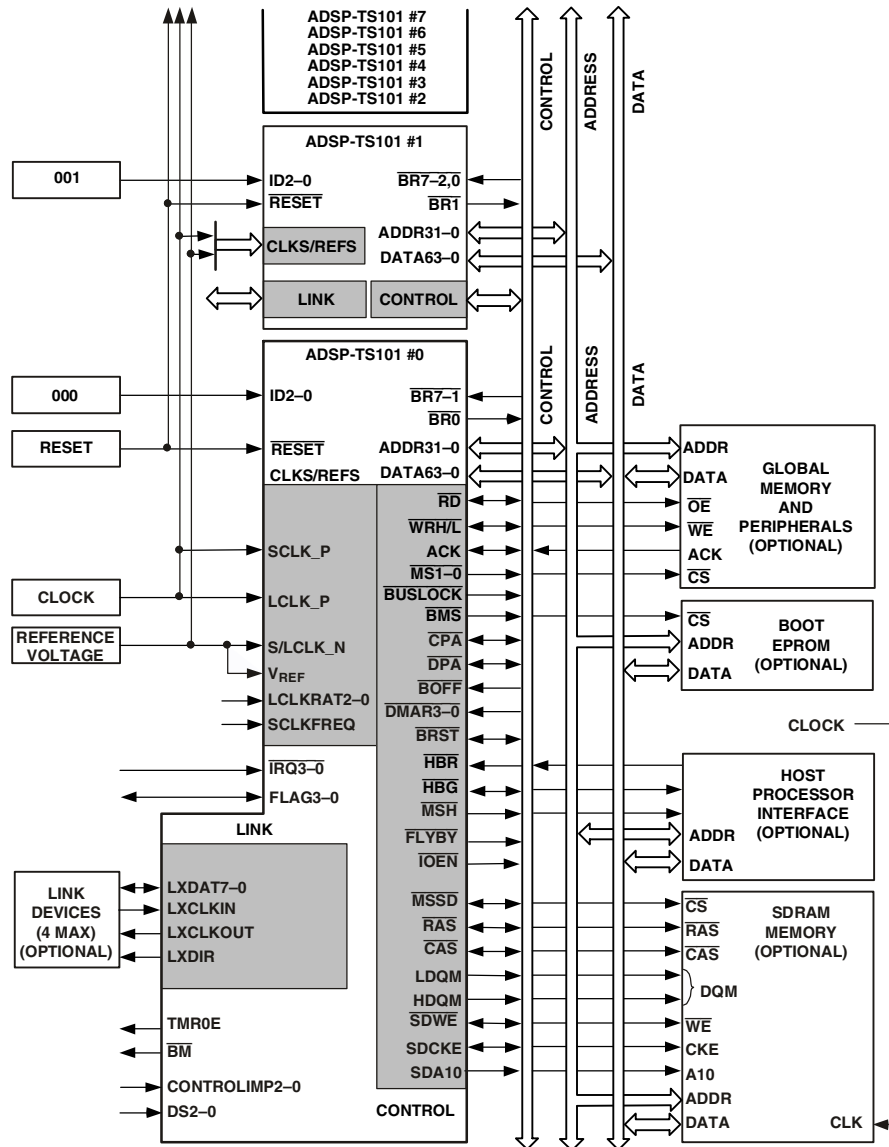 ADSP-TS101 #7
ADSP-TS101 #6
ADSP-TS101 #5
ADSP-TS101 #4
ADSP-TS101 #3
ADSP-TS101 #2
CONTROL
ADDRESS
DATA
ADSP-TS101 #1
001
ID2–0
BR7–2,0
RESET
BR1
ADDR31–0
CLKS/REFS
DATA63–0
LINK
CONTROL
ADSP-TS101 #0
CONTROL
ADDRESS
DATA
000
ID2–0
BR7–1
BR0
RESET
RESET
ADDR31–0
CLKS/REFS
DATA63–0
RD
WRH/L
SCLK_P
ACK
MS1–0
CLOCK
LCLK_P
BUSLOCK
BMS
REFERENCE
VOLTAGE
S/LCLK_N
CPA
VREF
DPA
LCLKRAT2–0
BOFF
SCLKFREQ
DMAR3–0
BRST
IRQ3–0
HBR
FLAG3–0
HBG
MSH
LINK
FLYBY
IOEN
LINK
DEVICES
(4 MAX)
(OPTIONAL)
LXDAT7–0
LXCLKIN
LXCLKOUT
LXDIR
MSSD
RAS
CAS
LDQM
HDQM
SDWE
SDCKE
SDA10
TMR0E
BM
CONTROLIMP2–0
DS2–0
CONTROL
ADDR
DATA
OE
WE
ACK
CS
GLOBAL
MEMORY
AND
PERIPHERALS
(OPTIONAL)
CS
ADDR
DATA
BOOT
EPROM
(OPTIONAL)
CLOCK
HOST
PROCESSOR
INTERFACE
(OPTIONAL)
ADDR
DATA
SDRAM
MEMORY
(OPTIONAL)
CS
RAS
CAS
DQM
WE
CKE
A10
ADDR
DATA
CLK